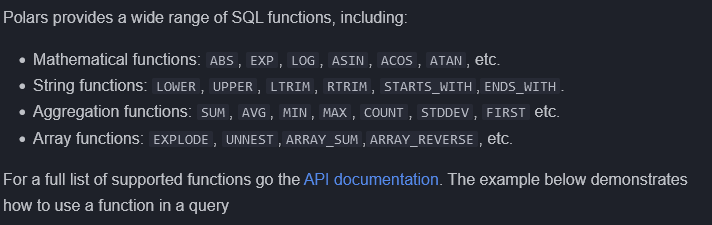 Polars provides a wide range of SQL functions, including:
• Mathematical functions: ABS, EXP, LOG, ASIN, ACOS, ATAN, etc.
• String functions: LOWER, UPPER, LTRIM, RTRIM, STARTS_WITH,ENDS_WITH.
• Aggregation functions: SUM, AVG, MIN, MAX, COUNT, STDDEV, FIRST etc.
• Array functions: EXPLODE, UNNEST,ARRAY_SUM,ARRAY_REVERSE, etc.
For a full list of supported functions go the API documentation. The example below demonstrates
how to use a function in a query